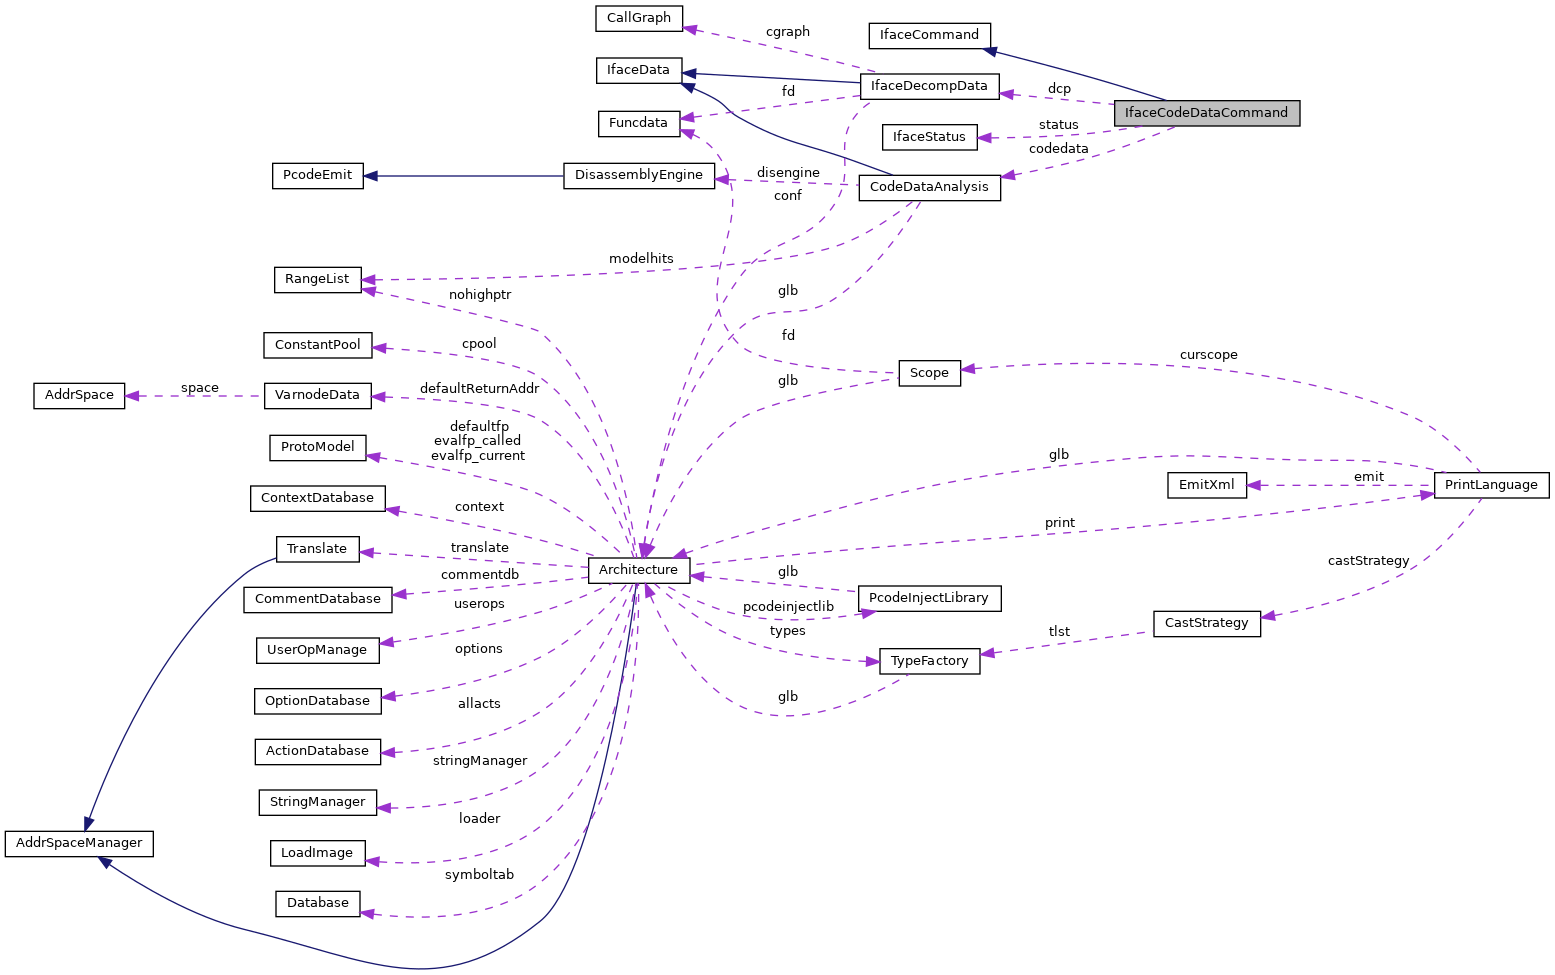 CallGraph
cgraph
IfaceCommand
IfaceData
IfaceDecompData
dcp
fd
IfaceCodeDataCommand
Funcdata
IfaceStatus
status
codedata
PcodeEmit
DisassemblyEngine
disengine
CodeDataAnalysis
conf
modelhits
RangeList
nohighptr
glb
ConstantPool
cpool
fd
curscope
Scope
glb
AddrSpace
space
VarnodeData
defaultReturnAddr
defaultfp
evalfp_called
evalfp_current
ProtoModel
glb
ContextDatabase
context
EmitXml
emit
PrintLanguage
print
Translate
translate
castStrategy
Architecture
glb
commentdb
CommentDatabase
userops
pcodeinjectlib
PcodeInjectLibrary
UserOpManage
types
tlst
CastStrategy
options
TypeFactory
OptionDatabase
allacts
glb
ActionDatabase
stringManager
StringManager
loader
AddrSpaceManager
LoadImage
symboltab
Database